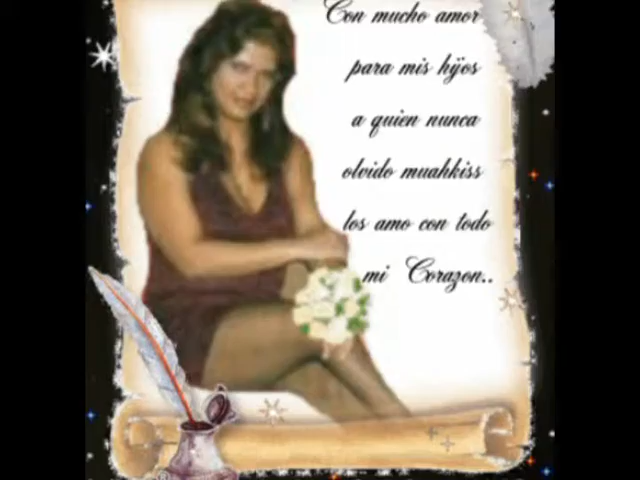 Con mucho amor
para mis hijos
a quien nunca
olvido muahkiss
los amo con todo
mi Corazon..